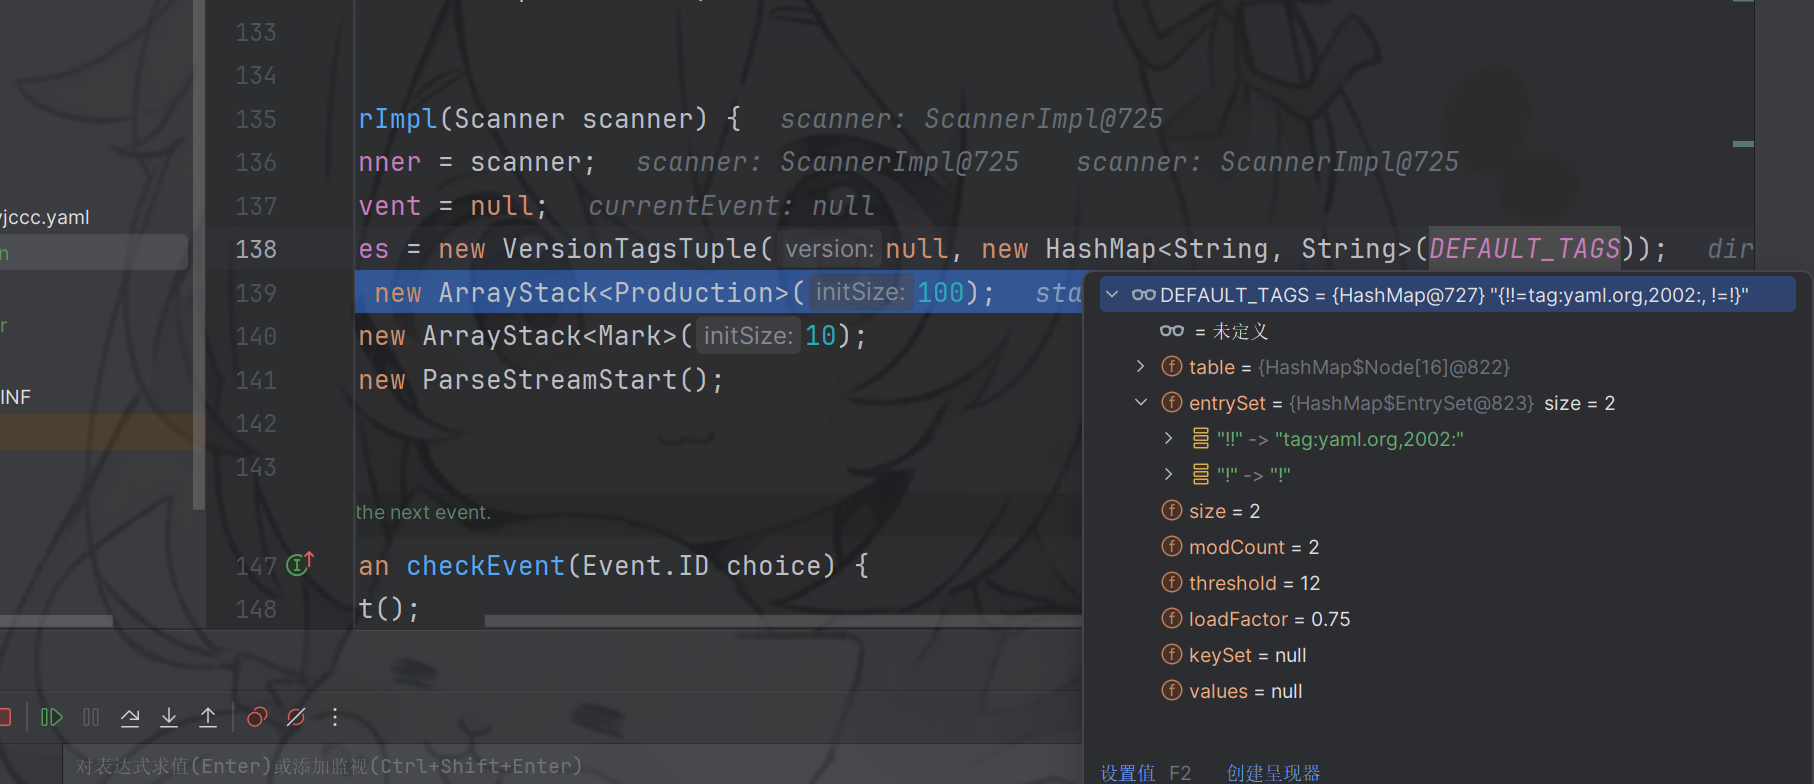 133
134
135 rImpl(Scanner scanner) { scanner: ScannerImpl@725
136 nner = scanner; scanner: ScannerImpl@725 scanner: ScannerImpl@725
jccc.yaml
137 vent = null; currentEvent: null
n
138 es = new VersionTagsTuple( version: null, new HashMap<String, String>(DEFAULT_TAGS)); dir
139 new ArrayStack<Production>( initSize: 100); sta
DEFAULT_TAGS = {HashMap@727} "{!!=tag:yaml.org,2002:, !=!}"
r
140 new ArrayStack<Mark>( initSize: 10);
= 未定义
141 new ParseStreamStart();
f table = {HashMap$Node[16]@822}
INF
142
f entrySet = {HashMap$EntrySet@823} size = 2
143
"!!" -> "tag:yaml.org,2002:"
"!" -> "!"
the next event.
f size = 2
147 an checkEvent(Event.ID choice) {
f modCount = 2
148 t();
f threshold = 12
f loadFactor = 0.75
f keySet = null
f values = null
对表达式求值(Enter)或添加监视(Ctrl+Shift+Enter)
设置值 F2 创建呈现器